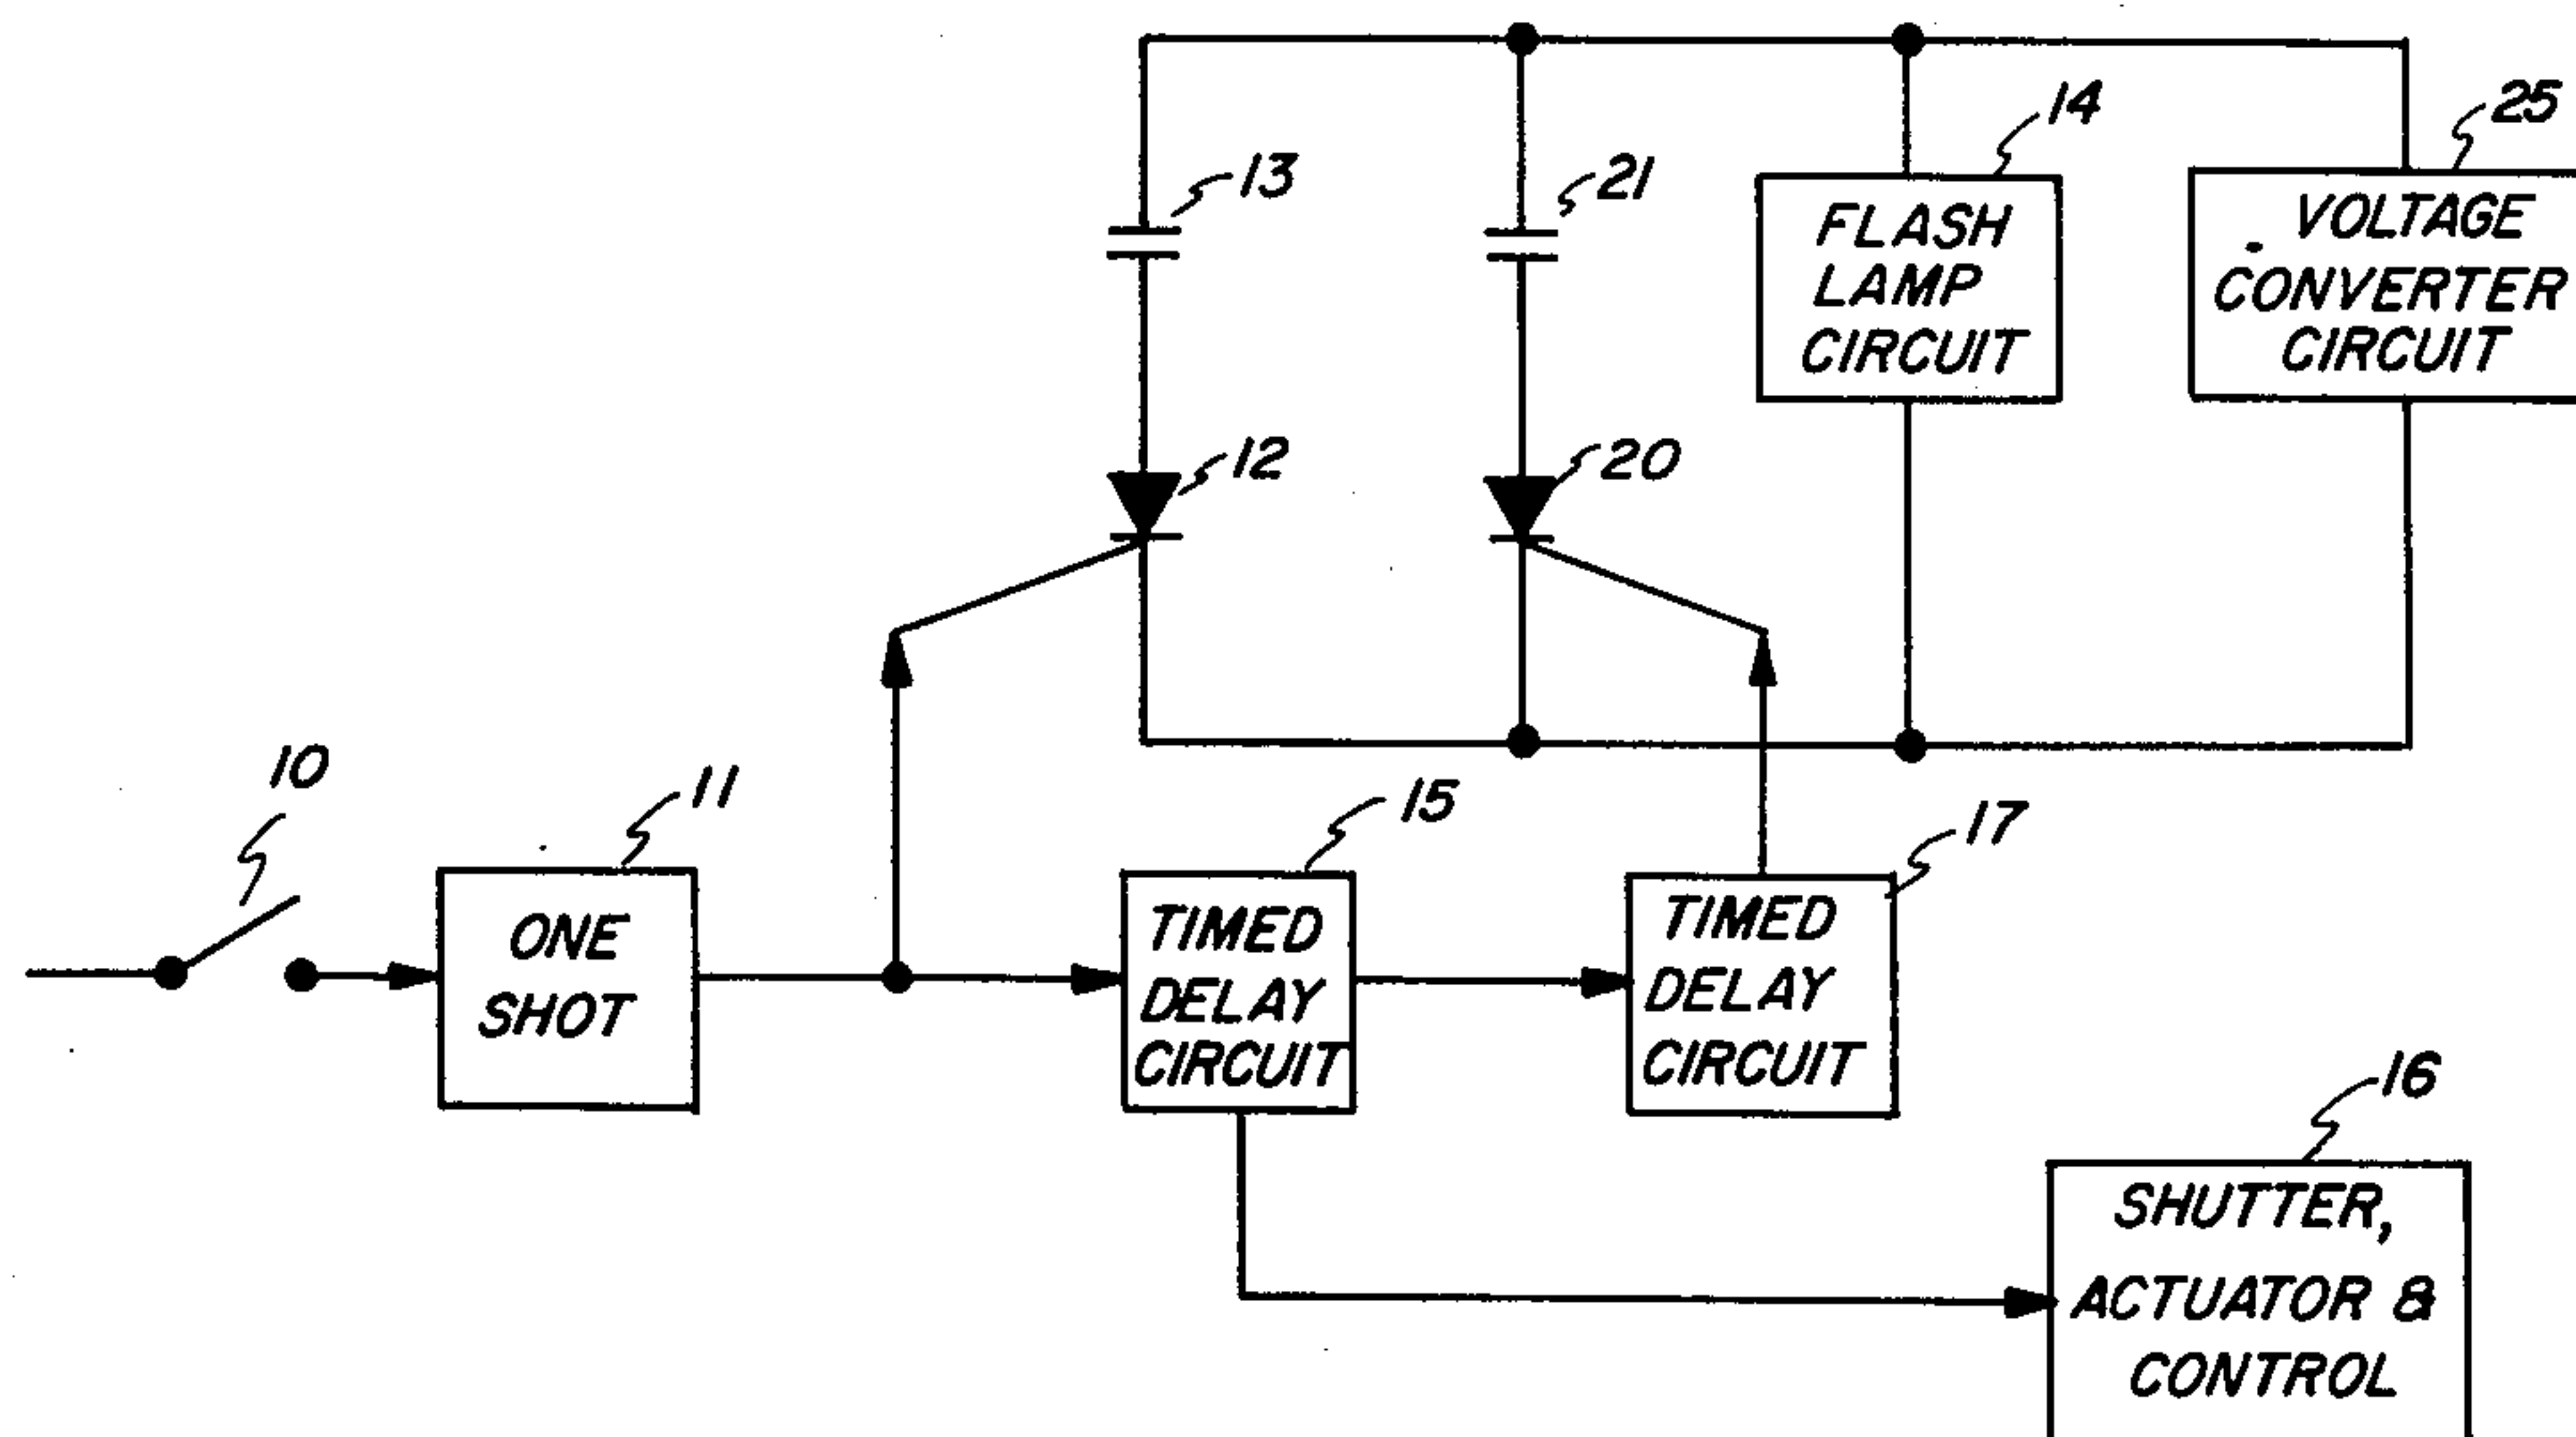 14
25
13
21
FLASH
LAMP
CIRCUIT
VOLTAGE
CONVERTER
CIRCUIT
12
20
10
11
15
17
ONE
SHOT
TIMED
DELAY
CIRCUIT
TIMED
DELAY
CIRCUIT
16
SHUTTER,
ACTUATOR &
CONTROL